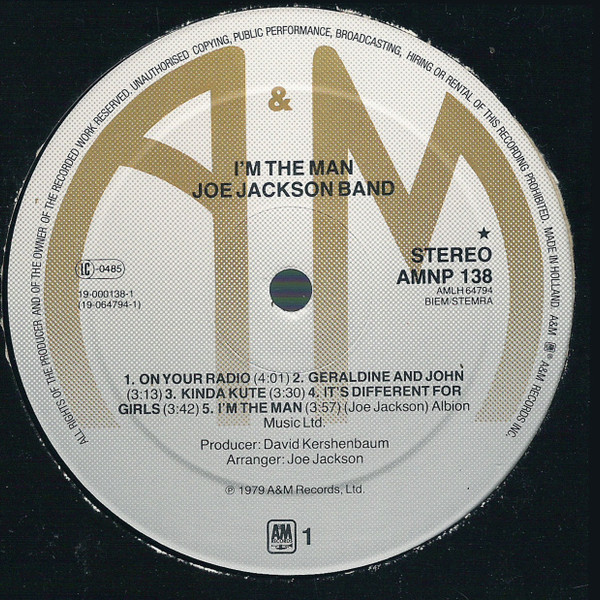 ALL RIGHTS OF THE PRODUCER AND OF THE OWNER OF THE RECORDED WORK RESERVED. UNAUTHORISED COPYING, PUBLIC PERFORMANCE, BROADCASTING, HIRING OR RENTAL OF THIS RECORDING PROHIBITED. MADE IN HOLLAND. A&M ® A&M RECORDS INC.
A&M
I'M THE MAN
JOE JACKSON BAND
★
STEREO
AMNP 138
AMLH 64794
BIEM/STEMRA
LC-0485
19-000138-1
(19-064794-1)
1. ON YOUR RADIO (4:01) 2. GERALDINE AND JOHN
(3:13) 3. KINDA KUTE (3:30) 4. IT'S DIFFERENT FOR
GIRLS (3:42) 5. I'M THE MAN (3:57) (Joe Jackson) Albion
Music Ltd.
Producer: David Kershenbaum
Arranger: Joe Jackson
℗ 1979 A&M Records, Ltd.
A&M
RECORDS
1